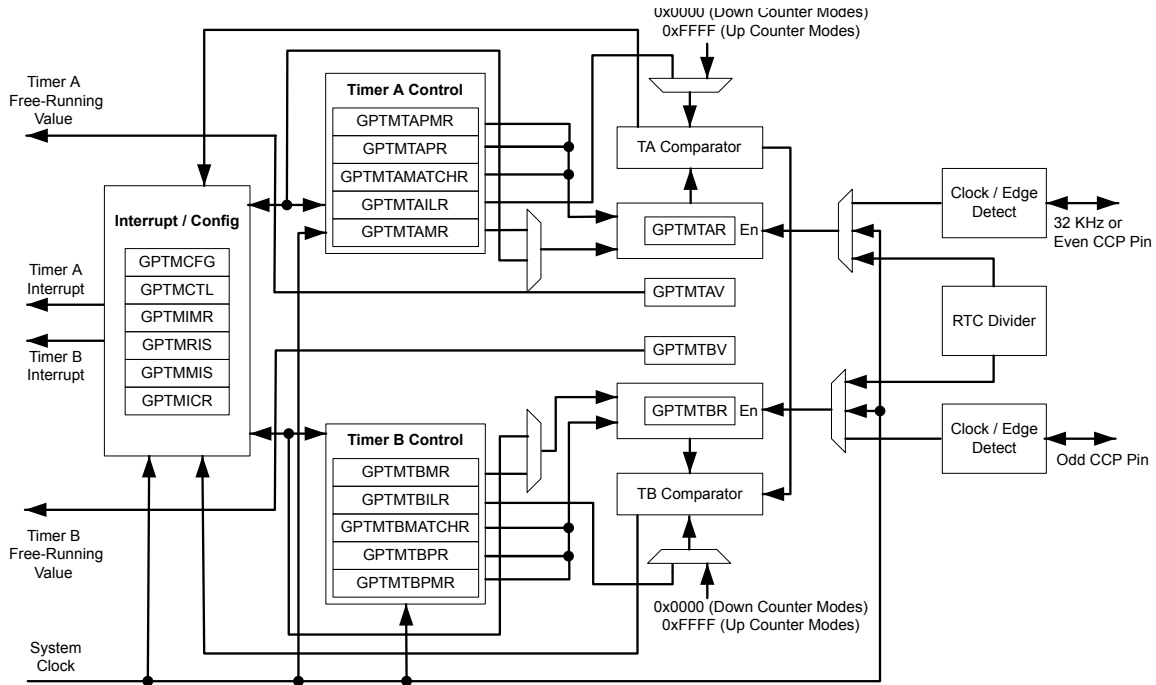 0x0000 (Down Counter Modes)
0xFFFF (Up Counter Modes)
Timer A
Free-Running
Value
Timer A Control
GPTMTAPMR
GPTMTAPR
GPTMTAMATCHR
GPTMTAILR
GPTMTAMR
TA Comparator
Clock / Edge
Detect
32 KHz or
Even CCP Pin
Interrupt / Config
GPTMCFG
GPTMCTL
GPTMIMR
GPTMRIS
GPTMMIS
GPTMICR
GPTMTAR
En
Timer A
Interrupt
Timer B
Interrupt
GPTMTAV
RTC Divider
GPTMTBV
GPTMTBR
En
Timer B Control
GPTMTBMR
GPTMTBILR
GPTMTBMATCHR
GPTMTBPR
GPTMTBPMR
TB Comparator
Clock / Edge
Detect
Odd CCP Pin
Timer B
Free-Running
Value
0x0000 (Down Counter Modes)
0xFFFF (Up Counter Modes)
System
Clock